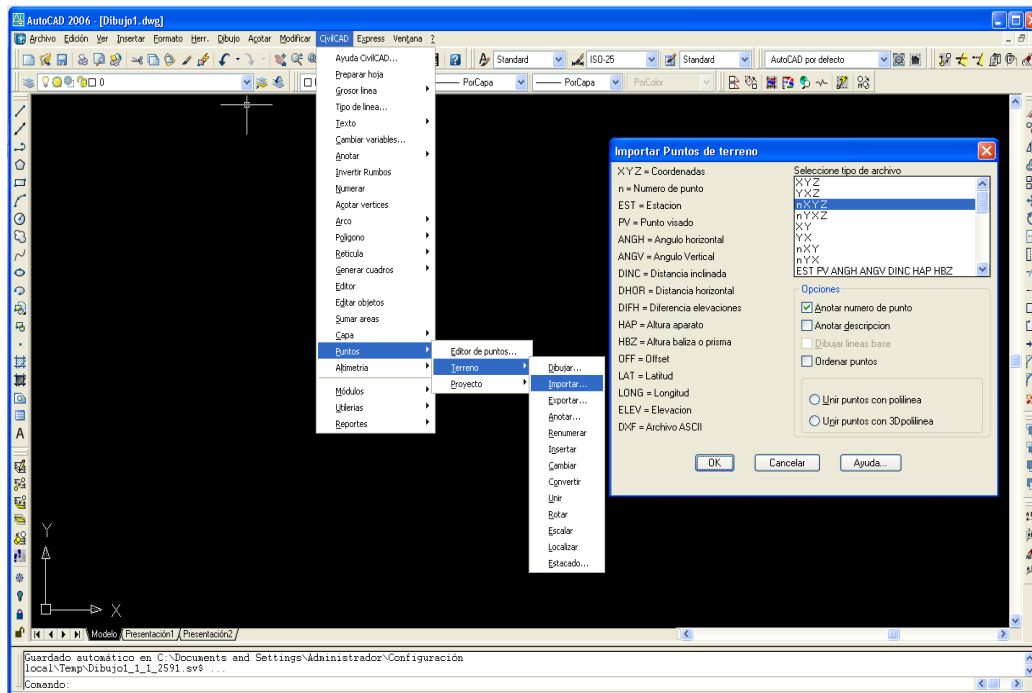 AutoCAD 2006 - [Dibujo1.dwg]
Archivo Edición Ver Insertar Formato Herr. Dibujo Acotar Modificar CivilCAD Express Ventana ?
Standard ISO-25 Standard AutoCAD por defecto
0 PorCapa PorCapa PorColor
Ayuda CivilCAD...
Preparar hoja
Grosor linea
Tipo de linea...
Texto
Cambiar variables...
Anotar
Invertir Rumbos
Numerar
Acotar vertices
Arco
Poligono
Reticula
Generar cuadros
Editor
Editar objetos
Sumar areas
Capa
Puntos
Altimetria
Módulos
Utilerias
Reportes
Editor de puntos...
Terreno
Proyecto
Dibujar...
Importar...
Exportar...
Anotar...
Renumerar
Insertar
Cambiar
Convertir
Unir
Rotar
Escalar
Localizar
Estacado...
Importar Puntos de terreno
X Y Z = Coordenadas
n = Numero de punto
EST = Estacion
PV = Punto visado
ANGH = Angulo horizontal
ANGV = Angulo Vertical
DINC = Distancia inclinada
DHOR = Distancia horizontal
DIFH = Diferencia elevaciones
HAP = Altura aparato
HBZ = Altura baliza o prisma
OFF = Offset
LAT = Latitud
LONG = Longitud
ELEV = Elevacion
DXF = Archivo ASCII
Seleccione tipo de archivo
XYZ
YXZ
nXYZ
nYXZ
XY
YX
nXY
nYX
EST PV ANGH ANGV DINC HAP HBZ
Opciones
Anotar numero de punto
Anotar descripcion
Dibujar lineas base
Ordenar puntos
Unir puntos con polilinea
Unir puntos con 3Dpolilinea
OK Cancelar Ayuda...
Y
X
Modelo Presentación1 Presentación2
Guardado automático en C:\Documents and Settings\Administrador\Configuración
local\Temp\Dibujo1_1_1_2591.sv$ ...
Comando: